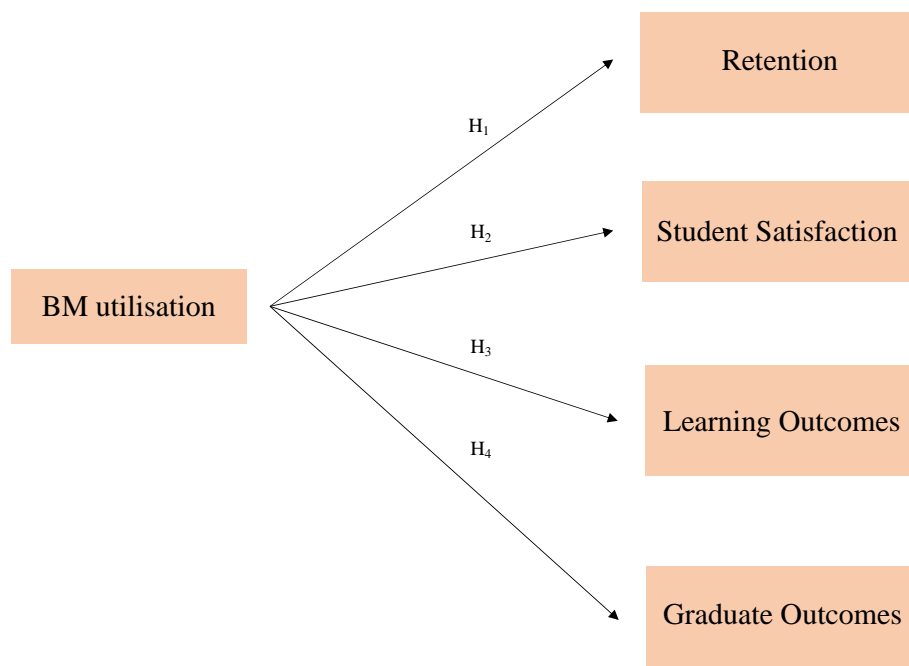 Retention
H₁
Student Satisfaction
H₂
BM utilisation
H₃
Learning Outcomes
H₄
Graduate Outcomes